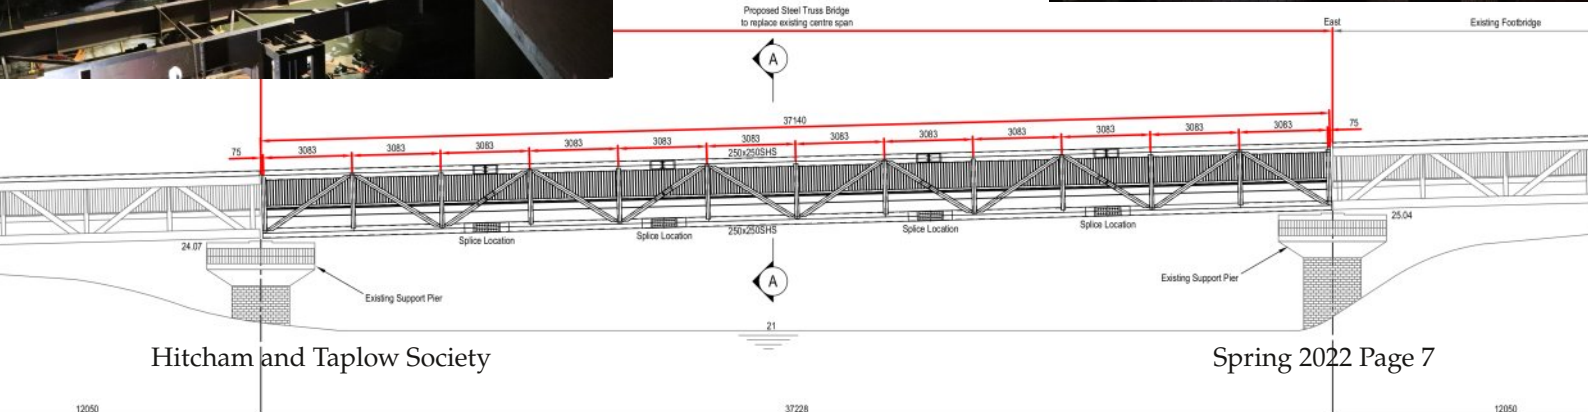 Proposed Steel Truss Bridge
to replace existing centre span
East
Existing Footbridge
A
37140
75
3083
3083
3083
3083
3083
3083
3083
3083
3083
3083
3083
3083
75
250x250SHS
24.07
25.04
Splice Location
Splice Location
250x250SHS
Splice Location
Splice Location
Existing Support Pier
Existing Support Pier
A
21
Hitcham and Taplow Society
Spring 2022 Page 7
12050
37228
12050